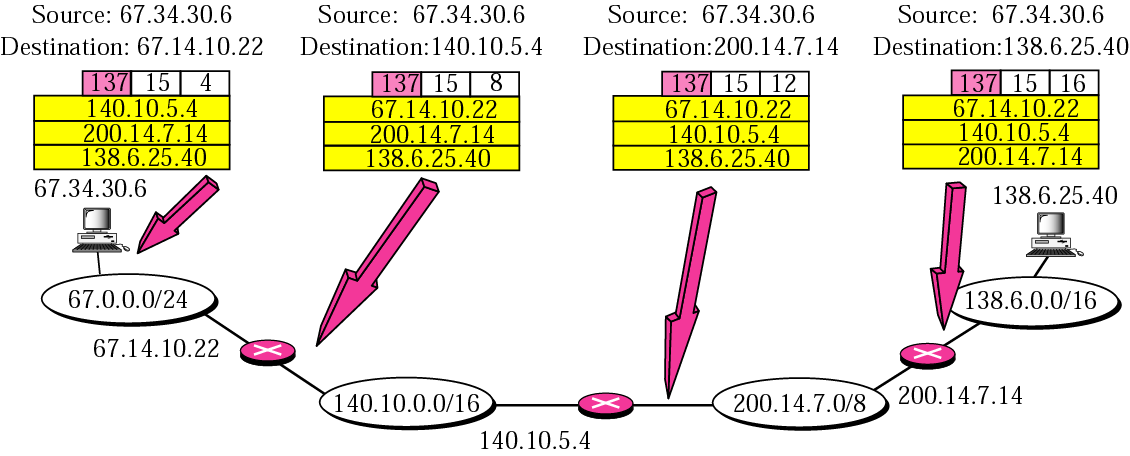 Source: 67.34.30.6
Destination: 67.14.10.22
137 15 4
140.10.5.4
200.14.7.14
138.6.25.40
Source: 67.34.30.6
Destination:140.10.5.4
137 15 8
67.14.10.22
200.14.7.14
138.6.25.40
Source: 67.34.30.6
Destination:200.14.7.14
137 15 12
67.14.10.22
140.10.5.4
138.6.25.40
Source: 67.34.30.6
Destination:138.6.25.40
137 15 16
67.14.10.22
140.10.5.4
200.14.7.14
67.34.30.6
138.6.25.40
67.0.0.0/24
138.6.0.0/16
67.14.10.22
140.10.0.0/16
200.14.7.0/8
200.14.7.14
140.10.5.4